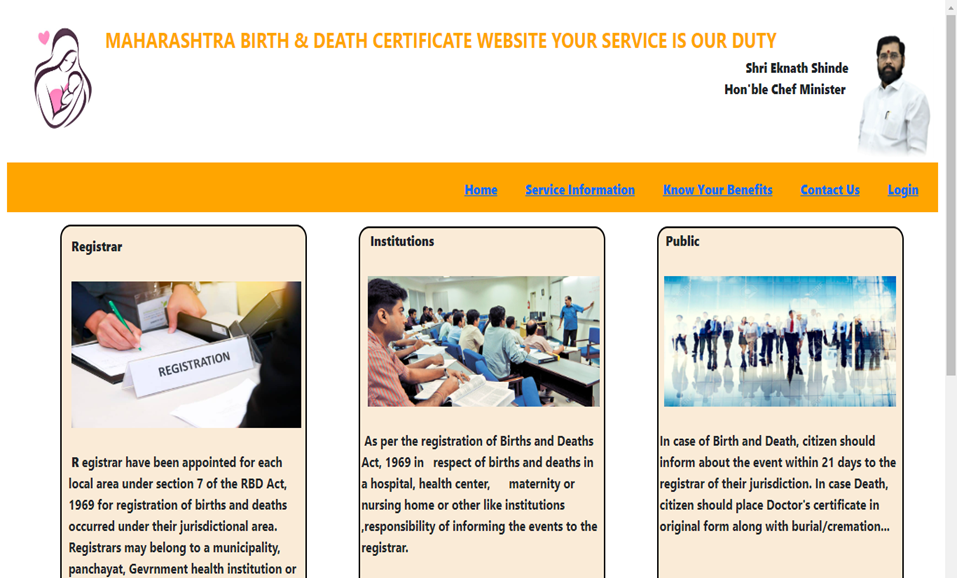 MAHARASHTRA BIRTH & DEATH CERTIFICATE WEBSITE YOUR SERVICE IS OUR DUTY
Shri Eknath Shinde
Hon'ble Chef Minister
Home Service Information Know Your Benefits Contact Us Login
Registrar
REGISTRATION
R egistrar have been appointed for each
local area under section 7 of the RBD Act,
1969 for registration of births and deaths
occurred under their jurisdictional area.
Registrars may belong to a municipality,
panchayat, Gevrnment health institution or
Institutions
As per the registration of Births and Deaths
Act, 1969 in respect of births and deaths in
a hospital, health center, maternity or
nursing home or other like institutions
,responsibility of informing the events to the
registrar.
Public
In case of Birth and Death, citizen should
inform about the event within 21 days to the
registrar of their jurisdiction. In case Death,
citizen should place Doctor's certificate in
original form along with burial/cremation...